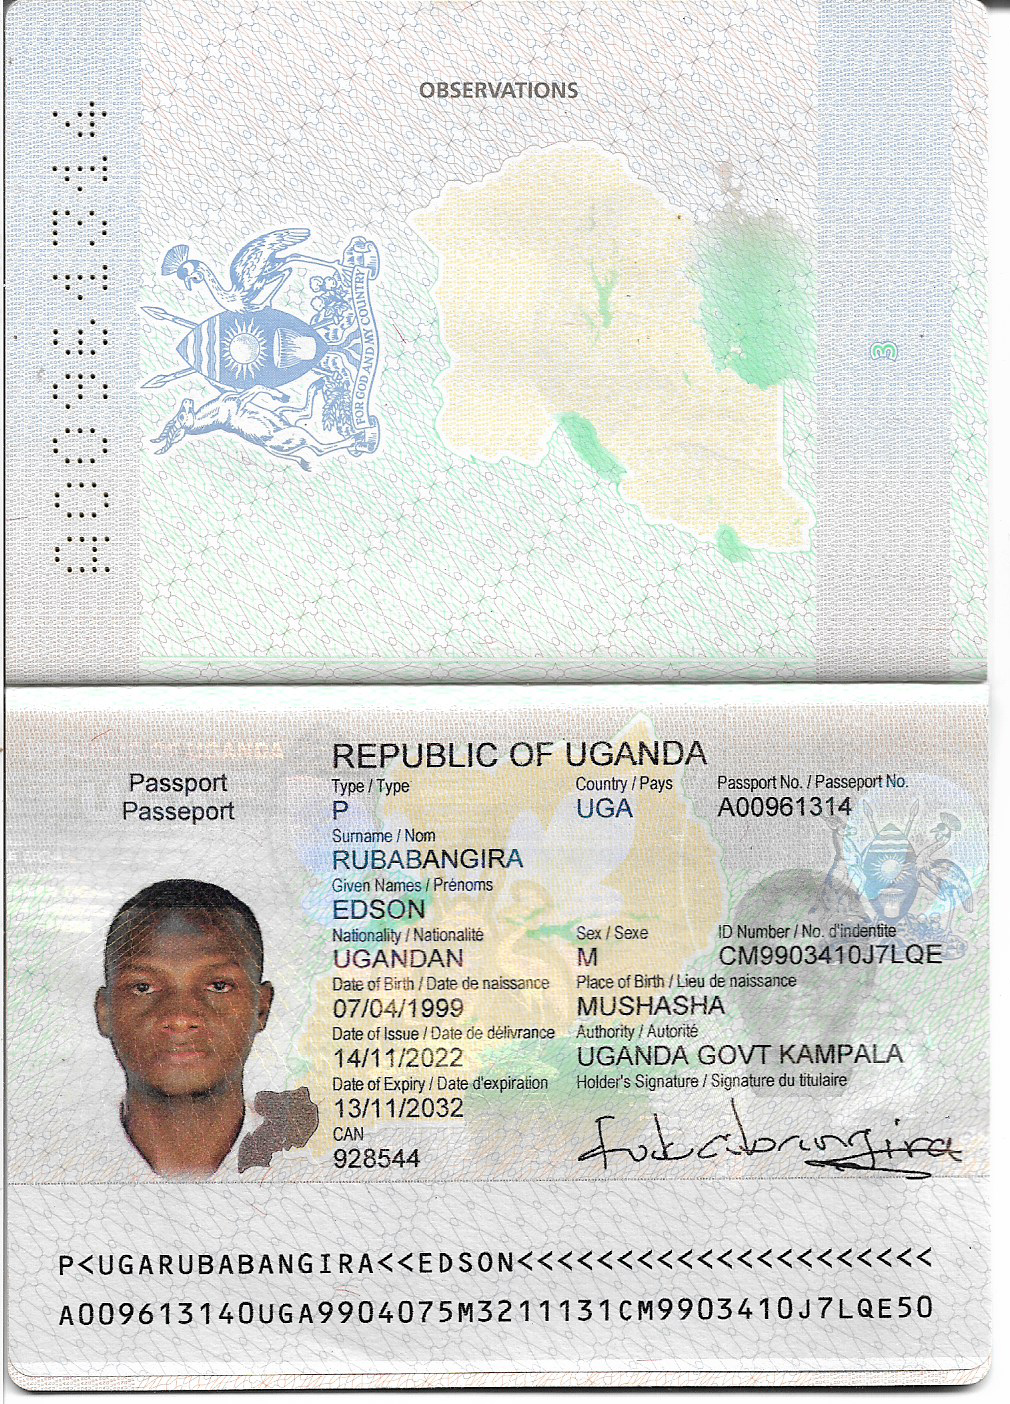 OBSERVATIONS
A00961314
FOR GOD AND MY COUNTRY
3
REPUBLIC OF UGANDA
Passport
Passeport
Type / Type
Country / Pays
Passport No. / Passeport No.
P
UGA
A00961314
Surname / Nom
RUBABANGIRA
Given Names / Prénoms
EDSON
Nationality / Nationalité
Sex / Sexe
ID Number / No. d'indentite
UGANDAN
M
CM9903410J7LQE
Date of Birth / Date de naissance
Place of Birth / Lieu de naissance
07/04/1999
MUSHASHA
Date of Issue / Date de délivrance
Authority / Autorité
14/11/2022
UGANDA GOVT KAMPALA
Date of Expiry / Date d'expiration
Holder's Signature / Signature du titulaire
13/11/2032
CAN
928544
P<UGARUBABANGIRA<<EDSON<<<<<<<<<<<<<<<<<<<<<
A009613140UGA9904075M3211131CM9903410J7LQE50